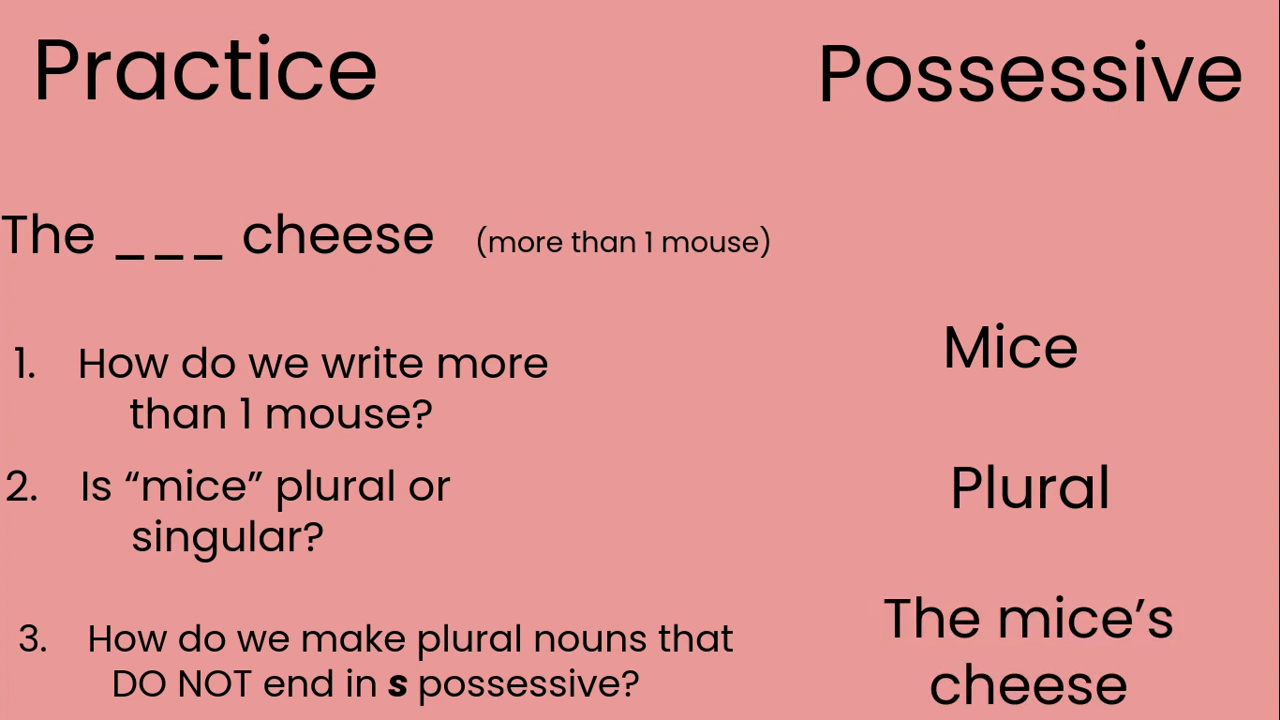 Practice
Possessive
The _ _ _ cheese (more than 1 mouse)
1. How do we write more
than 1 mouse?
Mice
2. Is “mice” plural or
singular?
Plural
3. How do we make plural nouns that
DO NOT end in s possessive?
The mice’s
cheese